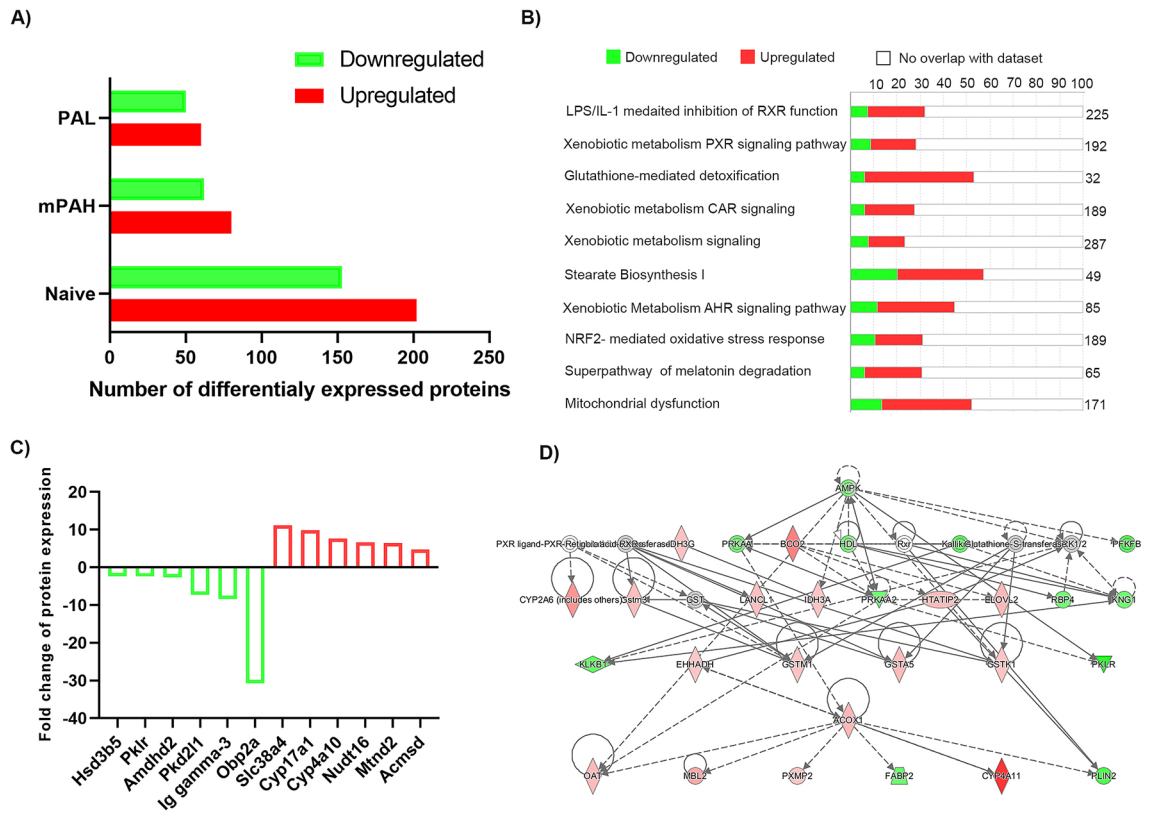 A)
Downregulated
Upregulated
PAL
mPAH
Naive
0 50 100 150 200 250
Number of differentialy expressed proteins
B)
Downregulated Upregulated No overlap with dataset
10 20 30 40 50 60 70 80 90 100
LPS/IL-1 medaited inhibition of RXR function 225
Xenobiotic metabolism PXR signaling pathway 192
Glutathione-mediated detoxification 32
Xenobiotic metabolism CAR signaling 189
Xenobiotic metabolism signaling 287
Stearate Biosynthesis I 49
Xenobiotic Metabolism AHR signaling pathway 85
NRF2- mediated oxidative stress response 189
Superpathway of melatonin degradation 65
Mitochondrial dysfunction 171
C)
Fold change of protein expression
20
10
0
-10
-20
-30
-40
Hsd3b5
Pklr
Amdhd2
Pkd2l1
Ig gamma-3
Obp2a
Slc38a4
Cyp17a1
Cyp4a10
Nudt16
Mtnd2
Acmsd
D)
AMPK
PXR ligand-PXR-Retinoic IDH3G PRKAA BCO2 HDL Rxr PFKFB
CYP2A6 (includes others) Gstm3 GST LANCL1 IDH3A PRKAA2 HTATIP2 ELOVL2 RBP4 KNG1
KLKB1 EHHADH GSTM1 GSTA5 GSTK1 PKLR
ACOX1
OAT MBL2 PXMP2 FABP2 CYP4A11 PLIN2